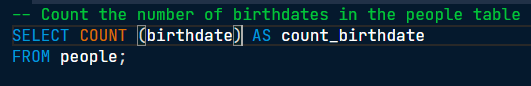 -- Count the number of birthdates in the people table
SELECT COUNT (birthdate) AS count_birthdate
FROM people;